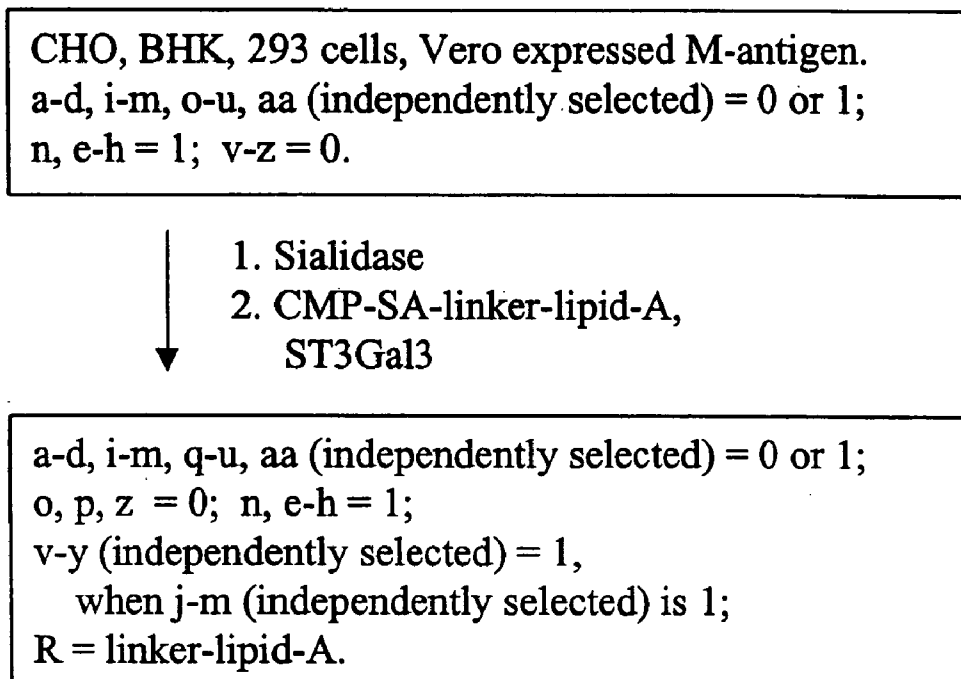 CHO, BHK, 293 cells, Vero expressed M-antigen.
a-d, i-m, o-u, aa (independently selected) = 0 or 1;
n, e-h = 1; v-z = 0.
1. Sialidase
2. CMP-SA-linker-lipid-A,
ST3Gal3
a-d, i-m, q-u, aa (independently selected) = 0 or 1;
o, p, z = 0; n, e-h = 1;
v-y (independently selected) = 1,
when j-m (independently selected) is 1;
R = linker-lipid-A.